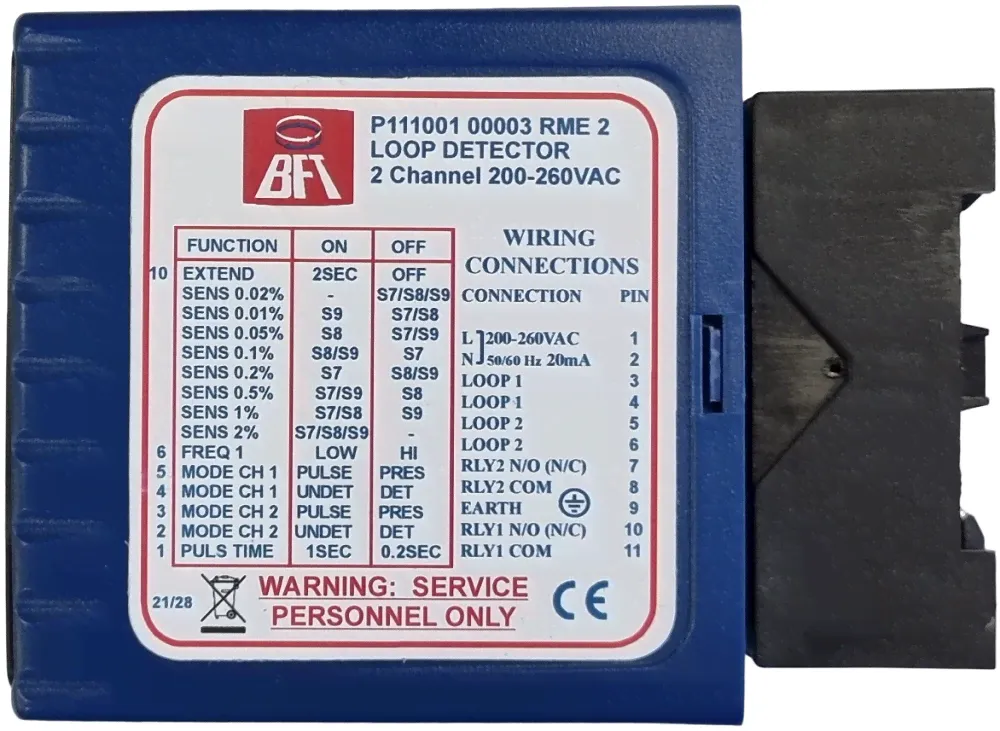 BFT
P111001 00003 RME 2
LOOP DETECTOR
2 Channel 200-260VAC
FUNCTION ON OFF
10 EXTEND 2SEC OFF
SENS 0.02% - S7/S8/S9
SENS 0.01% S9 S7/S8
SENS 0.05% S8 S7/S9
SENS 0.1% S8/S9 S7
SENS 0.2% S7 S8/S9
SENS 0.5% S7/S9 S8
SENS 1% S7/S8 S9
SENS 2% S7/S8/S9 -
6 FREQ 1 LOW HI
5 MODE CH 1 PULSE PRES
4 MODE CH 1 UNDET DET
3 MODE CH 2 PULSE PRES
2 MODE CH 2 UNDET DET
1 PULS TIME 1SEC 0.2SEC
WIRING
CONNECTIONS
CONNECTION PIN
L 200-260VAC 1
N 50/60 Hz 20mA 2
LOOP 1 3
LOOP 1 4
LOOP 2 5
LOOP 2 6
RLY2 N/O (N/C) 7
RLY2 COM 8
EARTH 9
RLY1 N/O (N/C) 10
RLY1 COM 11
21/28
WARNING: SERVICE
PERSONNEL ONLY
CE